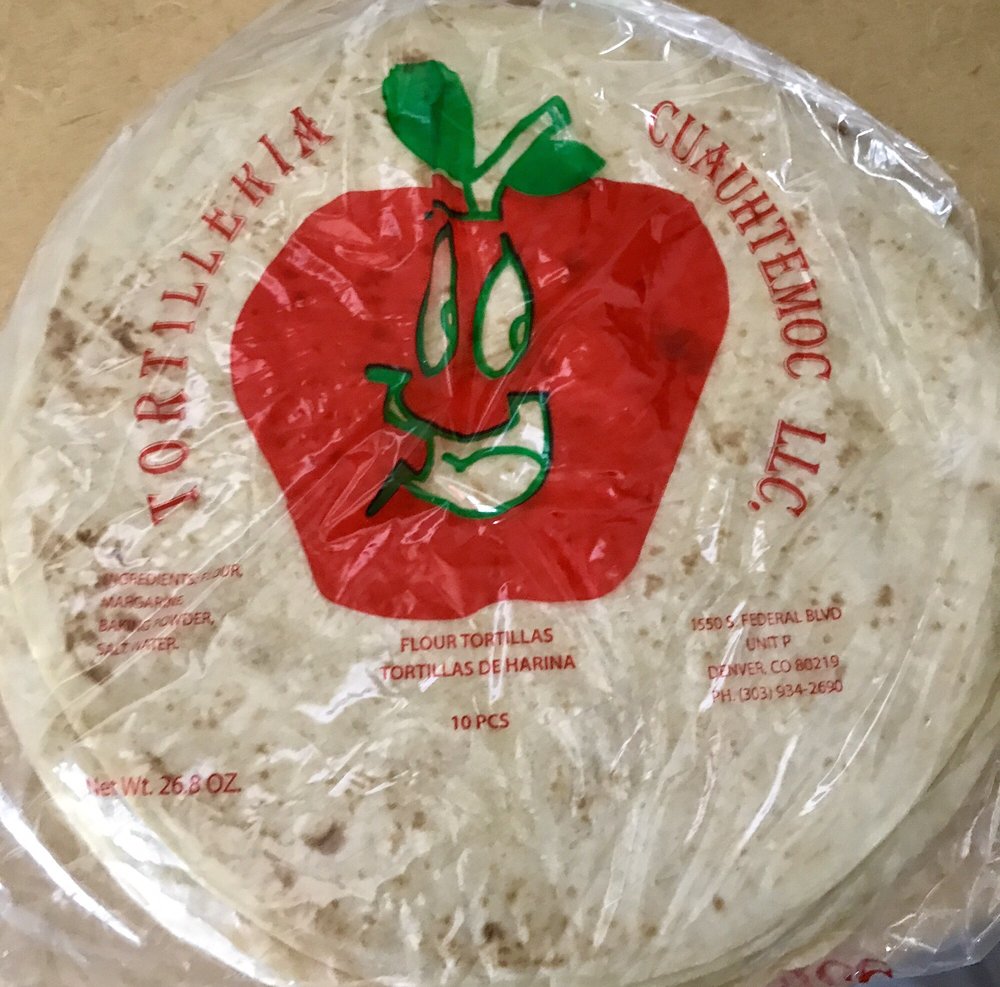 TORTILLERIA
CUAUHTEMOC LLC.
INGREDIENTS: FLOUR,
MARGARINE
BAKING POWDER,
SALT WATER.
FLOUR TORTILLAS
TORTILLAS DE HARINA
10 PCS
1550 S. FEDERAL BLVD
UNIT P
DENVER, CO 80219
PH. (303) 934-2690
Net Wt. 26.8 OZ.